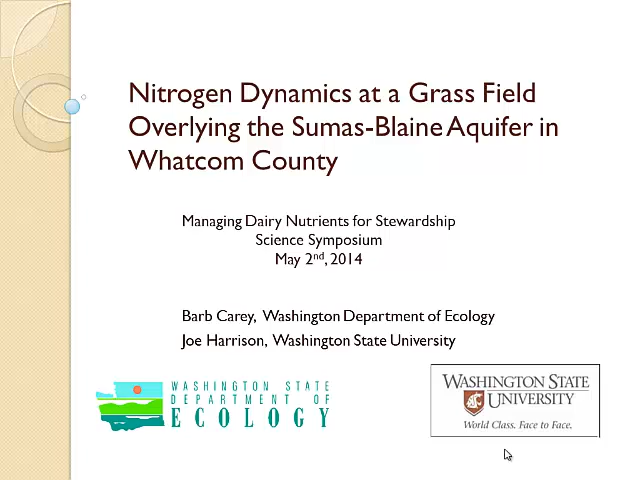 Nitrogen Dynamics at a Grass Field
Overlying the Sumas-Blaine Aquifer in
Whatcom County
Managing Dairy Nutrients for Stewardship
Science Symposium
May 2nd, 2014
Barb Carey, Washington Department of Ecology
Joe Harrison, Washington State University
WASHINGTON STATE
DEPARTMENT OF
ECOLOGY
WASHINGTON STATE
UNIVERSITY
World Class. Face to Face.